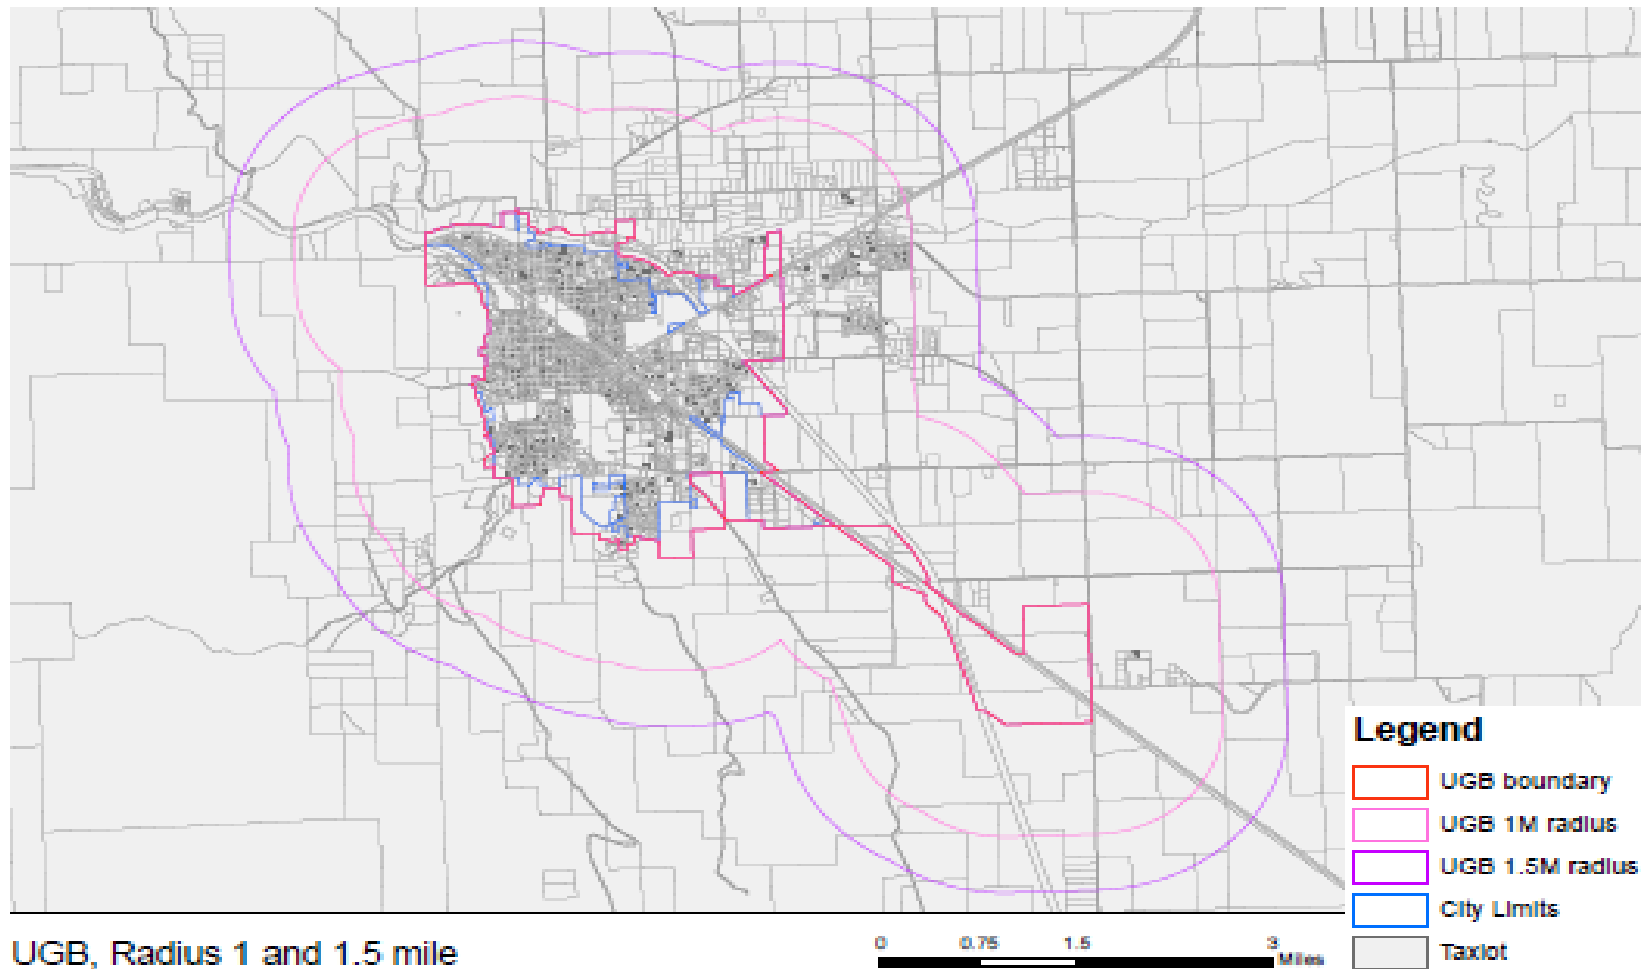 Legend
UGB boundary
UGB 1M radius
UGB 1.5M radius
City Limits
Taxlot
UGB, Radius 1 and 1.5 mile
0 0.75 1.5 3
Miles